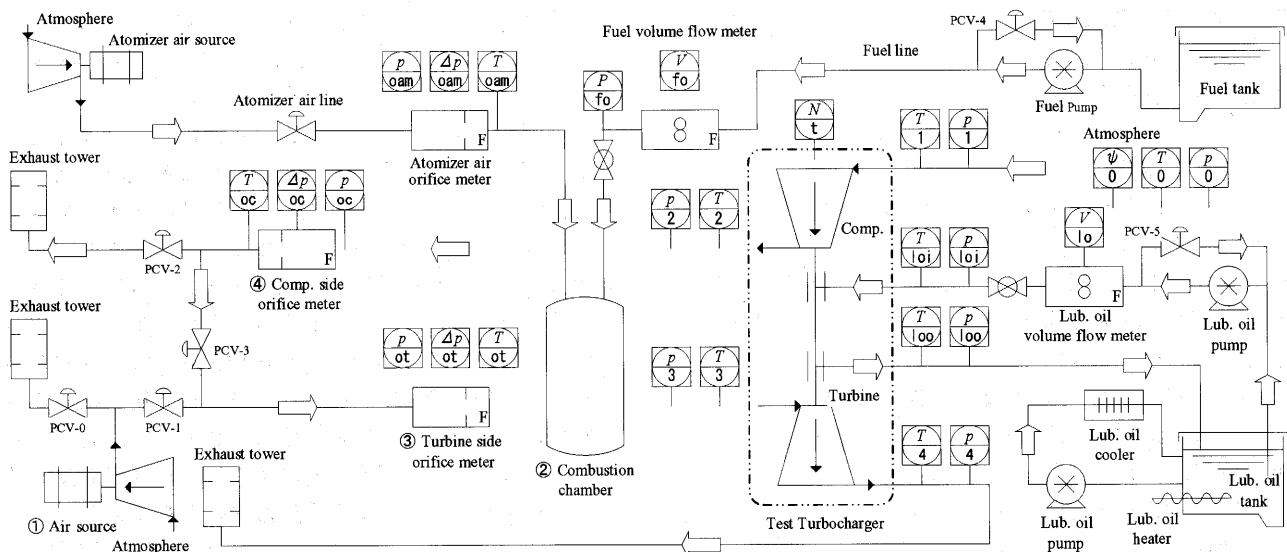 Atmosphere
Atomizer air source
Atomizer air line
p
oam
Δp
oam
T
oam
F
Atomizer air
orifice meter
Fuel volume flow meter
V
fo
P
fo
F
Fuel line
PCV-4
Fuel Pump
Fuel tank
Exhaust tower
PCV-2
T
oc
Δp
oc
p
oc
F
④ Comp. side
orifice meter
N
t
T
1
p
1
Atmosphere
ψ
0
T
0
p
0
p
2
T
2
Comp.
T
loi
p
loi
V
lo
F
Lub. oil
volume flow meter
PCV-5
Lub. oil
pump
Exhaust tower
PCV-3
PCV-0
PCV-1
p
ot
Δp
ot
T
ot
F
③ Turbine side
orifice meter
② Combustion
chamber
p
3
T
3
T
loo
p
loo
Turbine
T
4
p
4
Test Turbocharger
Lub. oil
cooler
Lub. oil
pump
Lub. oil
heater
Lub. oil
tank
① Air source
Atmosphere
Exhaust tower